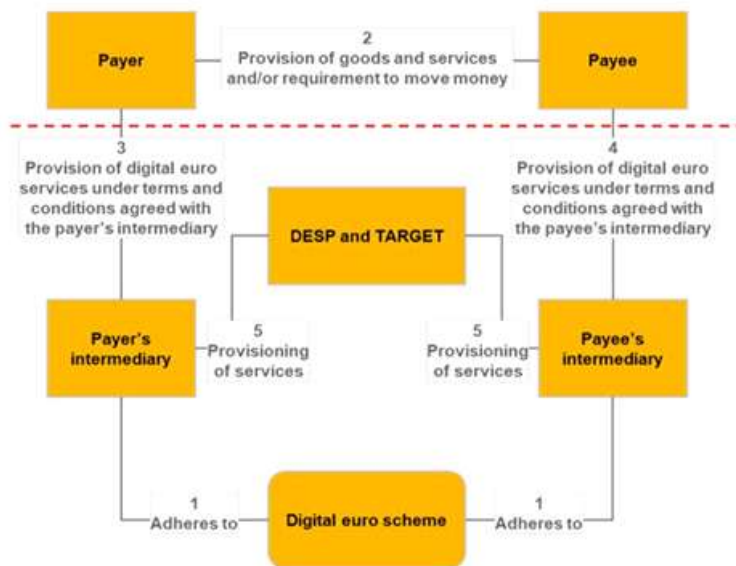 2
Provision of goods and services
and/or requirement to move money
Payer
Payee
3
Provision of digital euro
services under terms and
conditions agreed with
the payer's intermediary
4
Provision of digital euro
services under terms and
conditions agreed with
the payee's intermediary
DESP and TARGET
Payer's
intermediary
5
Provisioning
of services
5
Provisioning
of services
Payee's
intermediary
1
Adheres to
Digital euro scheme
1
Adheres to